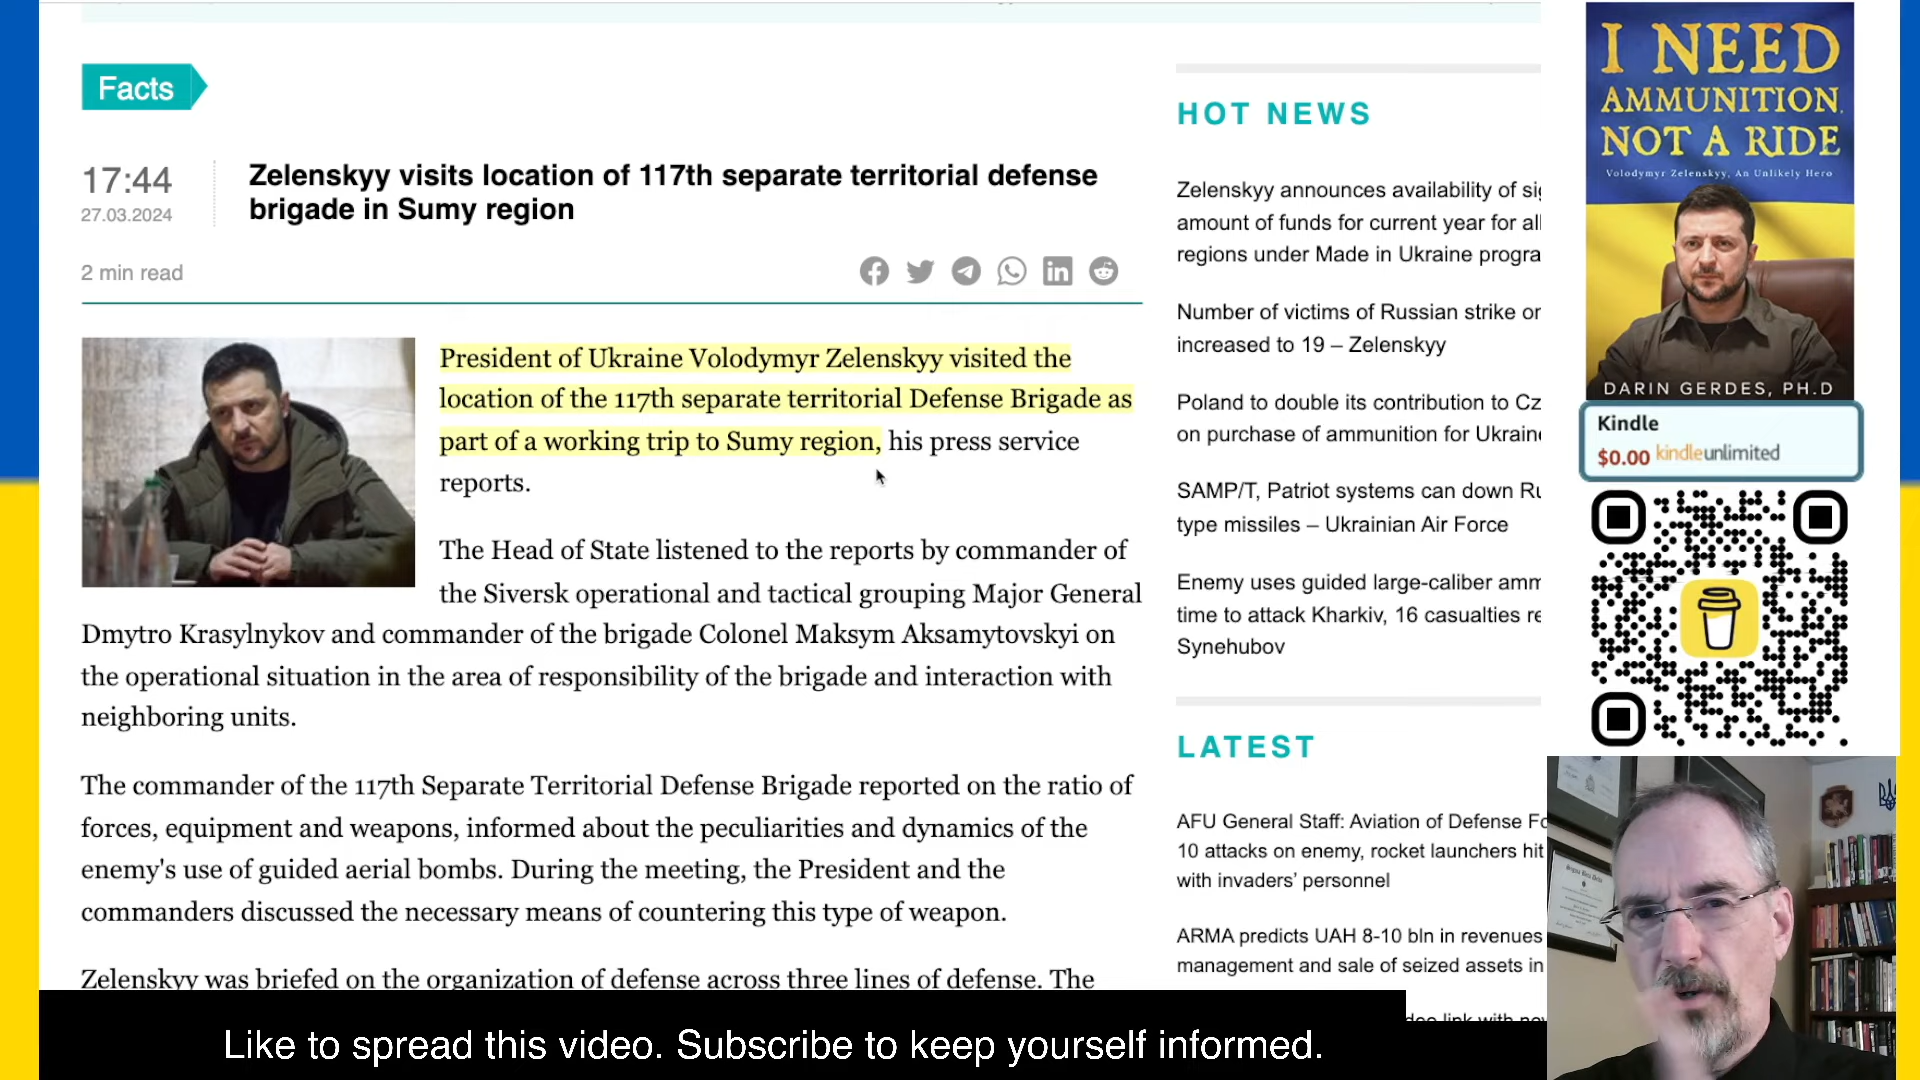 Facts
17:44
27.03.2024
Zelenskyy visits location of 117th separate territorial defense
brigade in Sumy region
2 min read
President of Ukraine Volodymyr Zelenskyy visited the
location of the 117th separate territorial Defense Brigade as
part of a working trip to Sumy region, his press service
reports.
The Head of State listened to the reports by commander of
the Siversk operational and tactical grouping Major General
Dmytro Krasylnykov and commander of the brigade Colonel Maksym Aksamytovskyi on
the operational situation in the area of responsibility of the brigade and interaction with
neighboring units.
The commander of the 117th Separate Territorial Defense Brigade reported on the ratio of
forces, equipment and weapons, informed about the peculiarities and dynamics of the
enemy's use of guided aerial bombs. During the meeting, the President and the
commanders discussed the necessary means of countering this type of weapon.
Zelenskyy was briefed on the organization of defense across three lines of defense. The
HOT NEWS
Zelenskyy announces availability of
amount of funds for current year for
regions under Made in Ukraine
Number of victims of Russian strike
increased to 19 – Zelenskyy
Poland to double its contribution to
on purchase of ammunition for
SAMP/T, Patriot systems can down
type missiles – Ukrainian Air Force
Enemy uses guided large-caliber
time to attack Kharkiv, 16 casualties
Synehubov
LATEST
AFU General Staff: Aviation of Defense
10 attacks on enemy, rocket launchers hit
with invaders' personnel
ARMA predicts UAH 8-10 bln in revenues
management and sale of seized assets in
I NEED
AMMUNITION,
NOT A RIDE
Volodymyr Zelenskyy, An Unlikely Hero
DARIN GERDES, PH.D
Kindle
$0.00 kindleunlimited
Like to spread this video. Subscribe to keep yourself informed.